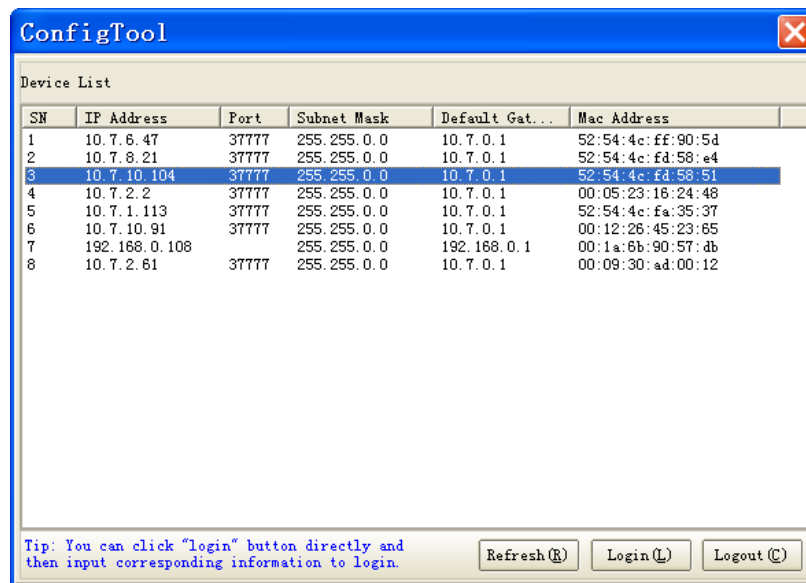 ConfigTool
Device List
SN IP Address Port Subnet Mask Default Gat... Mac Address
1 10.7.6.47 37777 255.255.0.0 10.7.0.1 52:54:4c:ff:90:5d
2 10.7.8.21 37777 255.255.0.0 10.7.0.1 52:54:4c:fd:58:e4
3 10.7.10.104 37777 255.255.0.0 10.7.0.1 52:54:4c:fd:58:51
4 10.7.2.2 37777 255.255.0.0 10.7.0.1 00:05:23:16:24:48
5 10.7.1.113 37777 255.255.0.0 10.7.0.1 52:54:4c:fa:35:37
6 10.7.10.91 37777 255.255.0.0 10.7.0.1 00:12:26:45:23:65
7 192.168.0.108 255.255.0.0 192.168.0.1 00:1a:6b:90:57:db
8 10.7.2.61 37777 255.255.0.0 10.7.0.1 00:09:30:ad:00:12
Tip: You can click "login" button directly and
then input corresponding information to login.
Refresh(R) Login(L) Logout(C)